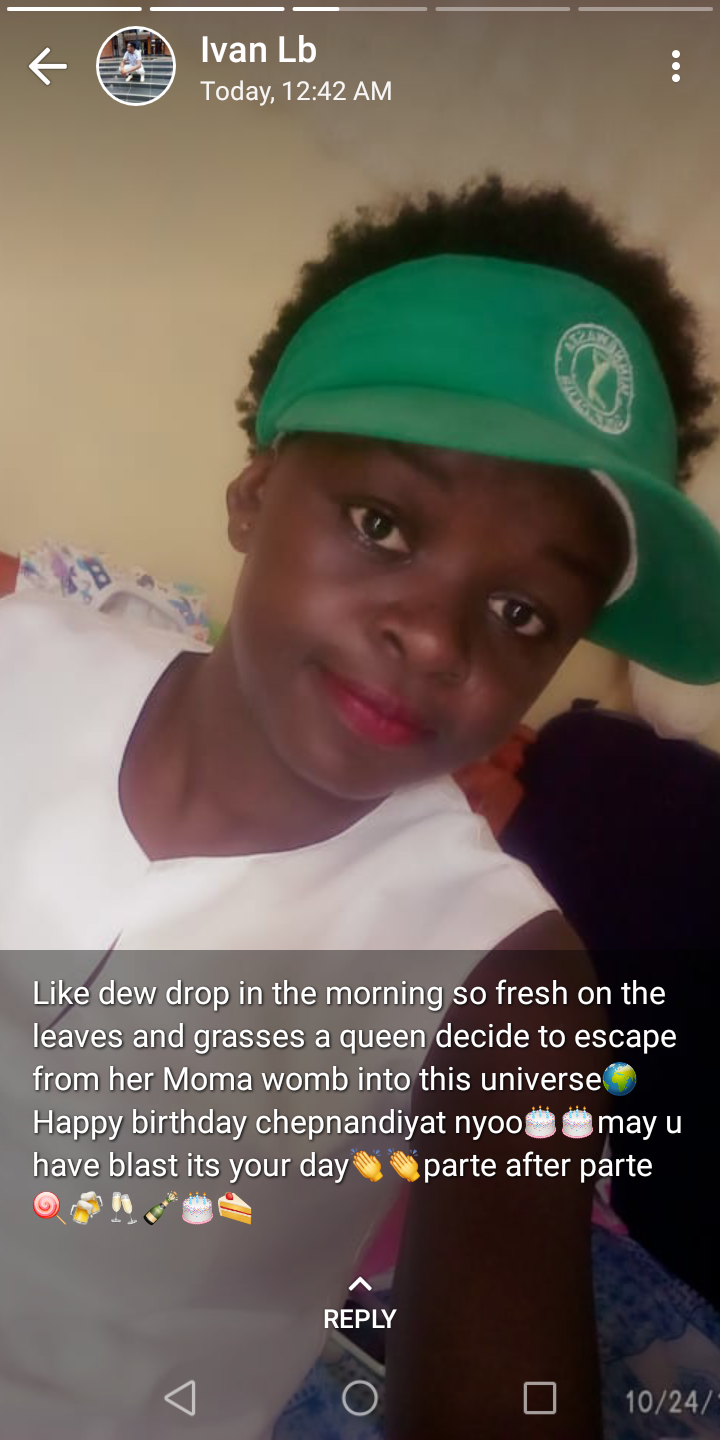 Ivan Lb
Today, 12:42 AM
Like dew drop in the morning so fresh on the
leaves and grasses a queen decide to escape
from her Moma womb into this universe🌍
Happy birthday chepnandiyat nyoo🎂🎂may u
have blast its your day👏👏parte after parte
🍭🍻🥂🍾🎂🍰
REPLY
10/24/